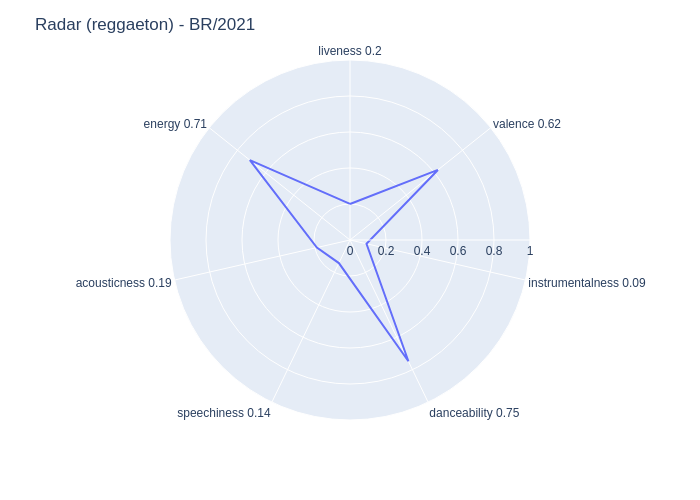 Radar (reggaeton) - BR/2021
liveness 0.2
energy 0.71
valence 0.62
0 0.2 0.4 0.6 0.8 1
acousticness 0.19
instrumentalness 0.09
speechiness 0.14
danceability 0.75